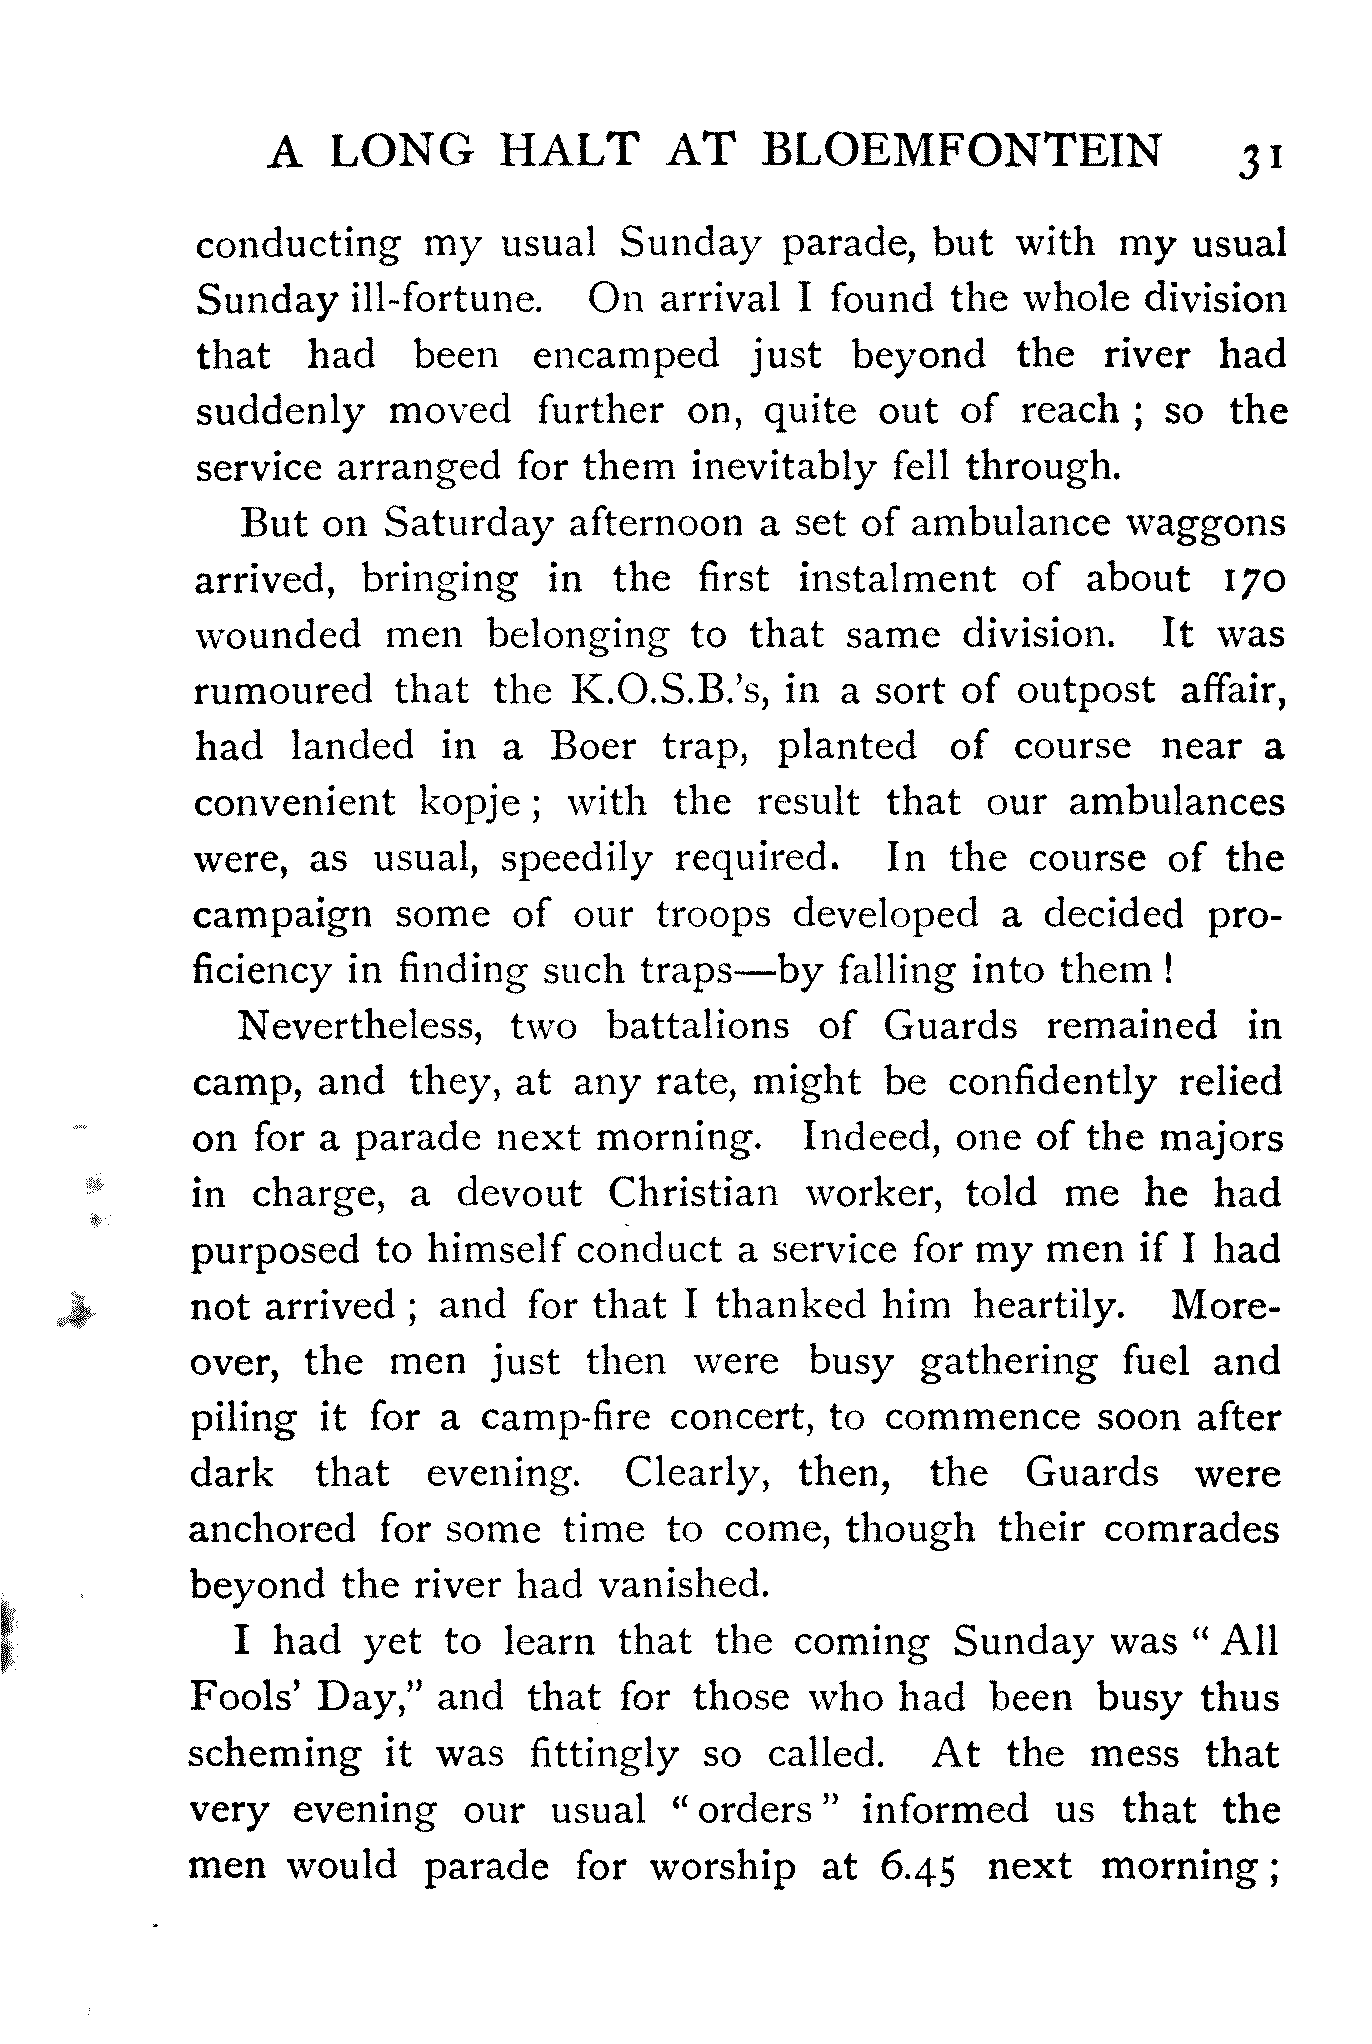 A LONG HALT AT BLOEMFONTEIN 31
conducting my usual Sunday parade, but with my usual
Sunday ill-fortune. On arrival I found the whole division
that had been encamped just beyond the river had
suddenly moved further on, quite out of reach ; so the
service arranged for them inevitably fell through.
But on Saturday afternoon a set of ambulance waggons
arrived, bringing in the first instalment of about 170
wounded men belonging to that same division. It was
rumoured that the K.O.S.B.'s, in a sort of outpost affair,
had landed in a Boer trap, planted of course near a
convenient kopje ; with the result that our ambulances
were, as usual, speedily required. In the course of the
campaign some of our troops developed a decided pro-
ficiency in finding such traps—by falling into them !
Nevertheless, two battalions of Guards remained in
camp, and they, at any rate, might be confidently relied
on for a parade next morning. Indeed, one of the majors
in charge, a devout Christian worker, told me he had
purposed to himself conduct a service for my men if I had
not arrived ; and for that I thanked him heartily. More-
over, the men just then were busy gathering fuel and
piling it for a camp-fire concert, to commence soon after
dark that evening. Clearly, then, the Guards were
anchored for some time to come, though their comrades
beyond the river had vanished.
I had yet to learn that the coming Sunday was “ All
Fools’ Day,” and that for those who had been busy thus
scheming it was fittingly so called. At the mess that
very evening our usual “ orders ” informed us that the
men would parade for worship at 6.45 next morning ;